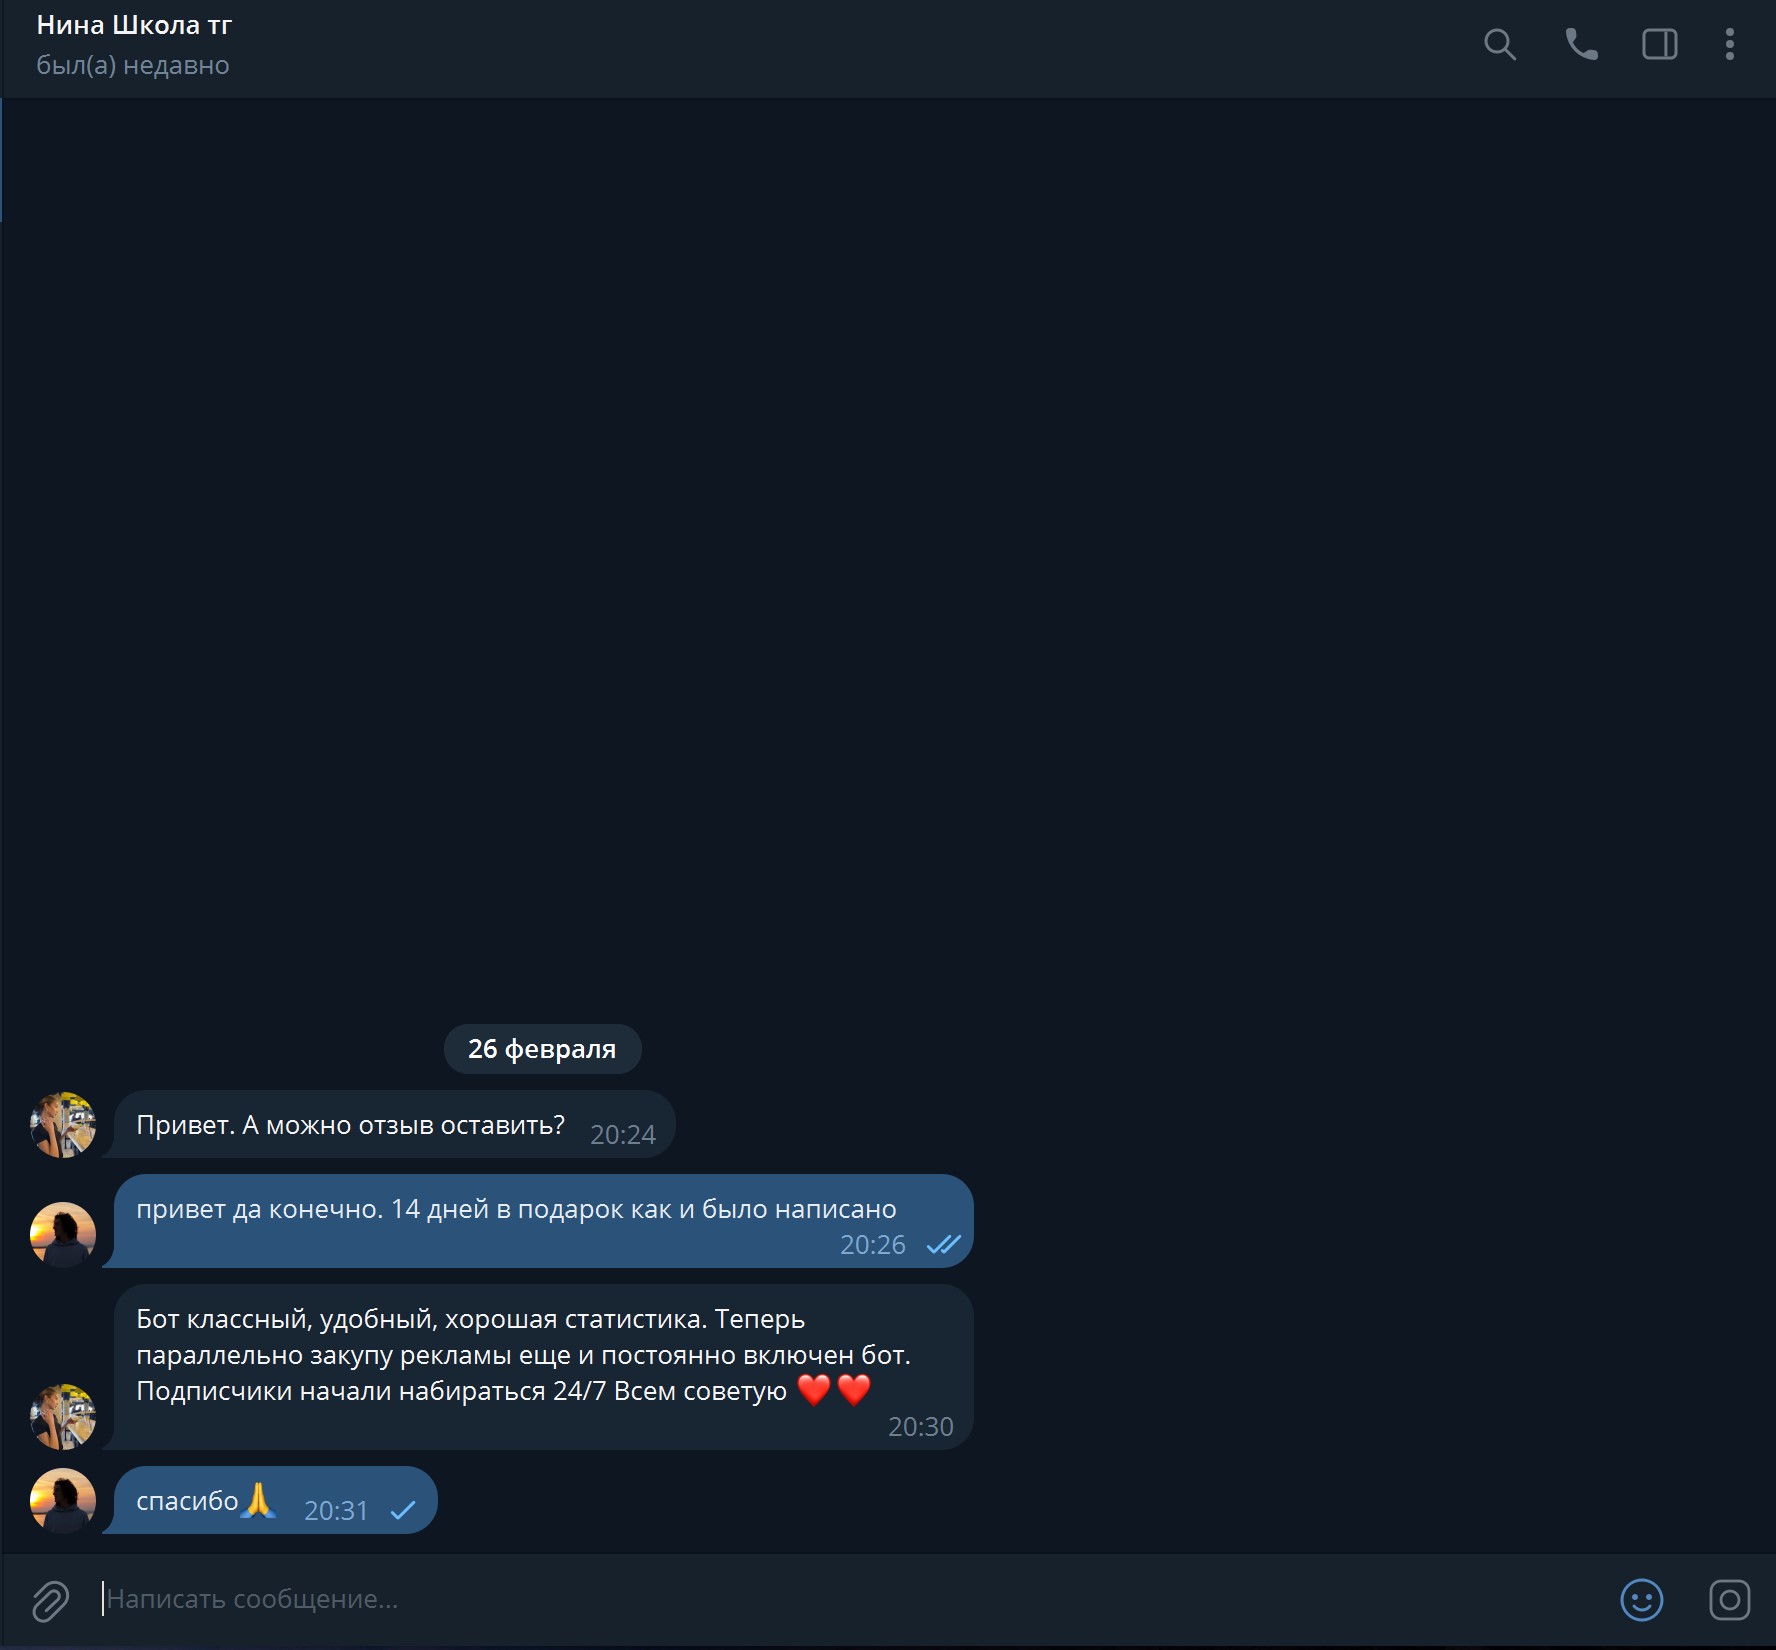 Нина Школа тг
был(а) недавно
26 февраля
Привет. А можно отзыв оставить? 20:24
привет да конечно. 14 дней в подарок как и было написано
20:26
Бот классный, удобный, хорошая статистика. Теперь
параллельно закупу рекламы еще и постоянно включен бот.
Подписчики начали набираться 24/7 Всем советую ❤️❤️
20:30
спасибо🙏 20:31
Написать сообщение...